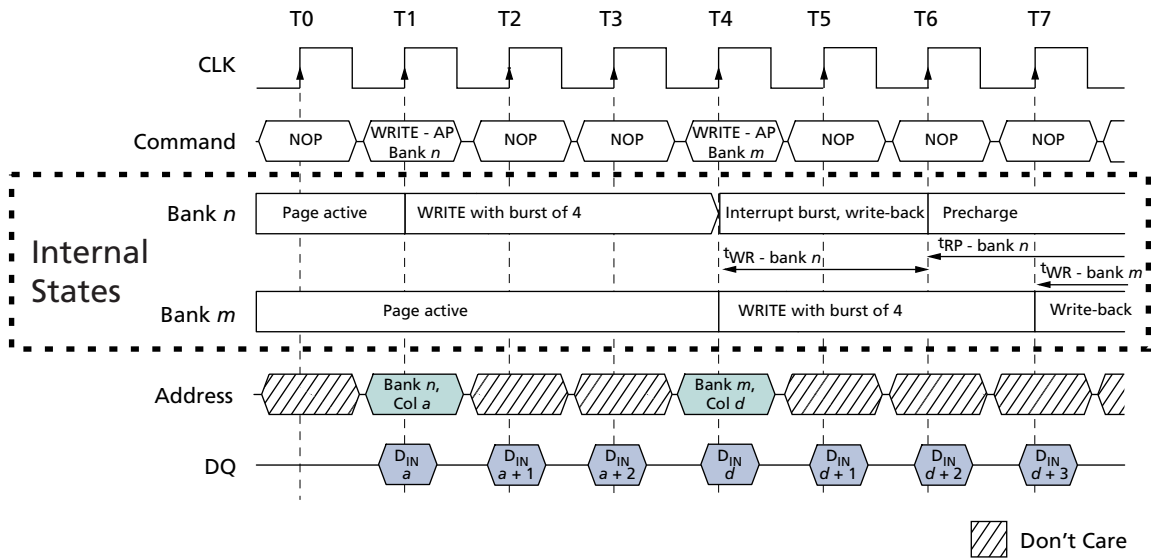 T0 T1 T2 T3 T4 T5 T6 T7
CLK
Command NOP WRITE - AP Bank n NOP NOP WRITE - AP Bank m NOP NOP NOP
Internal States
Bank n Page active WRITE with burst of 4 Interrupt burst, write-back Precharge
tWR - bank n tRP - bank n
tWR - bank m
Bank m Page active WRITE with burst of 4 Write-back
Address Bank n, Col a Bank m, Col d
DQ DIN a DIN a + 1 DIN a + 2 DIN d DIN d + 1 DIN d + 2 DIN d + 3
Don't Care